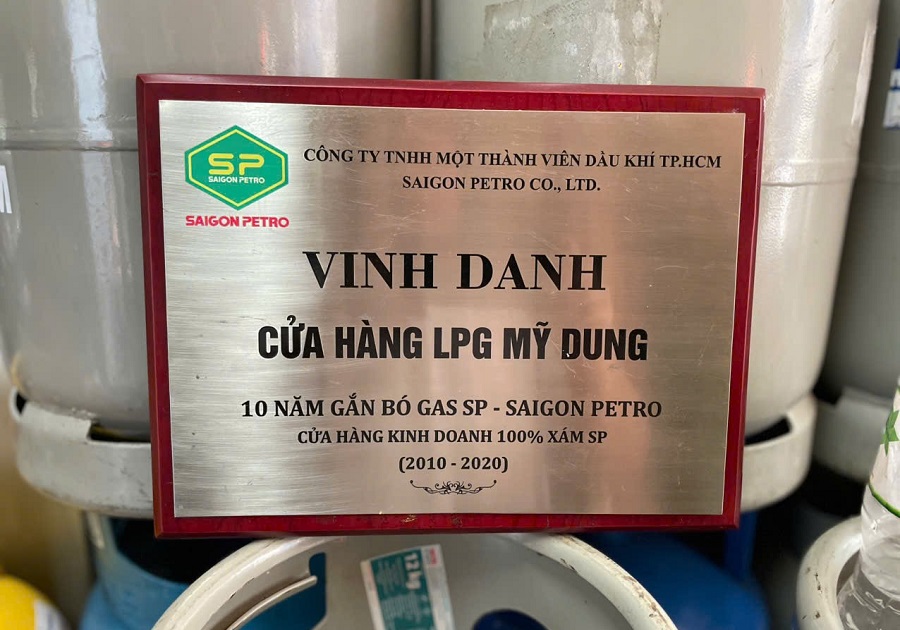 SP
SAIGON PETRO
SAIGON PETRO
CÔNG TY TNHH MỘT THÀNH VIÊN DẦU KHÍ TP.HCM
SAIGON PETRO CO., LTD.
VINH DANH
CỬA HÀNG LPG MỸ DUNG
10 NĂM GẮN BÓ GAS SP - SAIGON PETRO
CỬA HÀNG KINH DOANH 100% XÁM SP
(2010 - 2020)
12kg